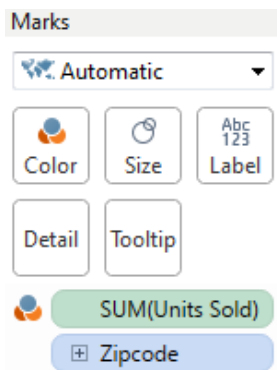 Marks
Automatic
Color Size Abc 123 Label
Detail Tooltip
SUM(Units Sold)
Zipcode